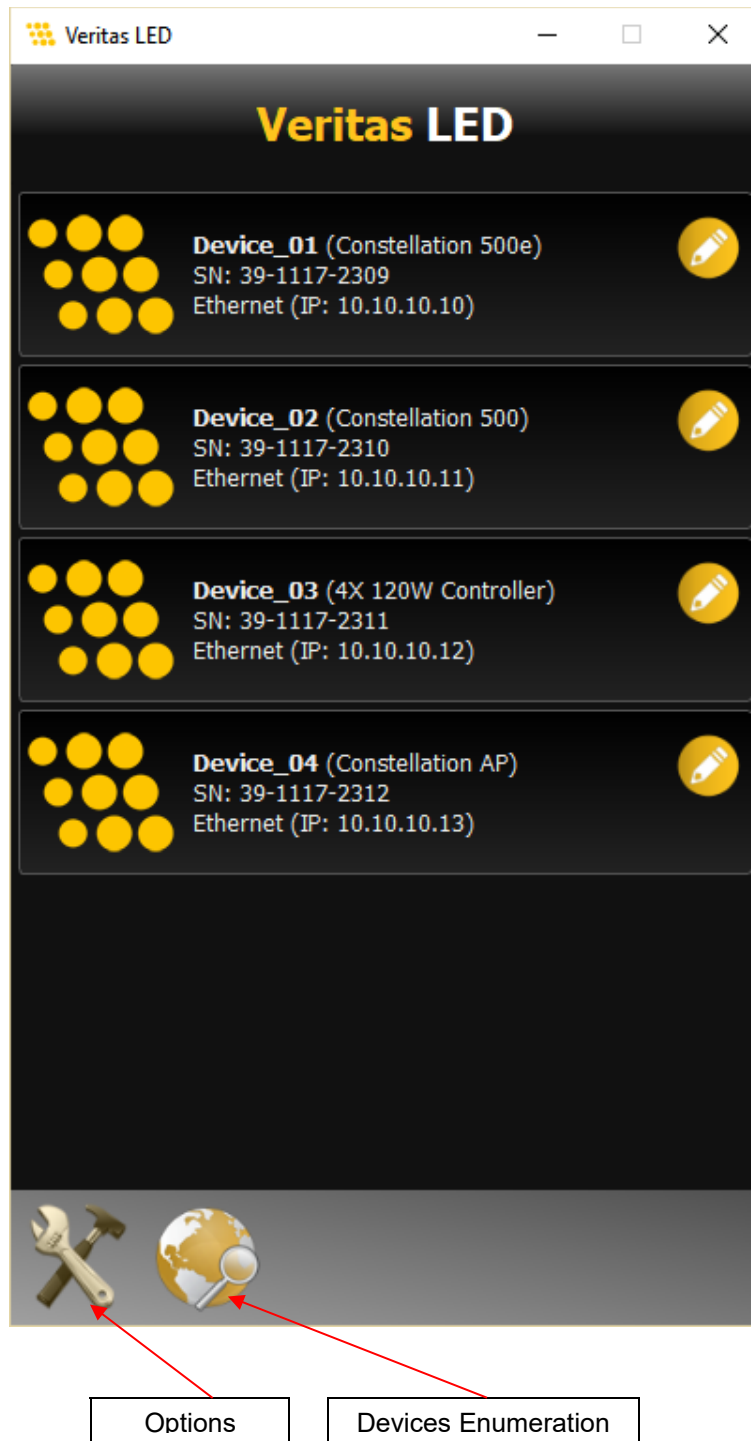 Veritas LED
Veritas LED
Device_01 (Constellation 500e)
SN: 39-1117-2309
Ethernet (IP: 10.10.10.10)
Device_02 (Constellation 500)
SN: 39-1117-2310
Ethernet (IP: 10.10.10.11)
Device_03 (4X 120W Controller)
SN: 39-1117-2311
Ethernet (IP: 10.10.10.12)
Device_04 (Constellation AP)
SN: 39-1117-2312
Ethernet (IP: 10.10.10.13)
Options
Devices Enumeration